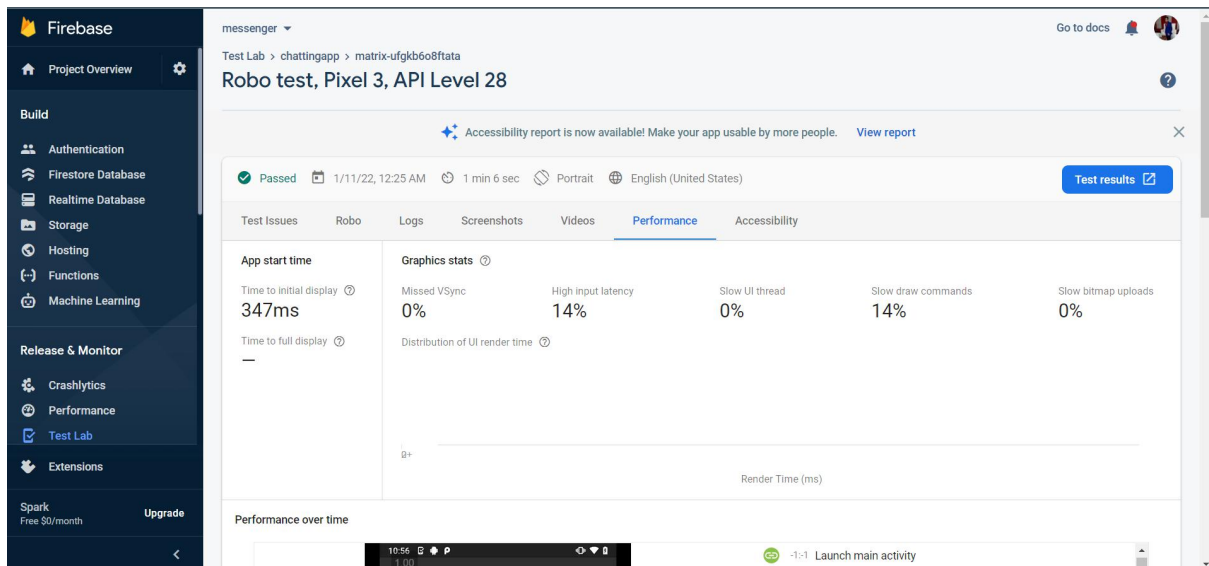 Firebase
Project Overview
Build
Authentication
Firestore Database
Realtime Database
Storage
Hosting
Functions
Machine Learning
Release & Monitor
Crashlytics
Performance
Test Lab
Extensions
Spark
Free $0/month
Upgrade
messenger
Go to docs
Test Lab > chattingapp > matrix-ufgkb6o8ftata
Robo test, Pixel 3, API Level 28
Accessibility report is now available! Make your app usable by more people. View report
Passed 1/11/22, 12:25 AM 1 min 6 sec Portrait English (United States)
Test results
Test Issues Robo Logs Screenshots Videos Performance Accessibility
App start time
Time to initial display
347ms
Time to full display
—
Graphics stats
Missed VSync High input latency Slow UI thread Slow draw commands Slow bitmap uploads
0% 14% 0% 14% 0%
Distribution of UI render time
Render Time (ms)
Performance over time
10:56
1.00
-1:-1 Launch main activity